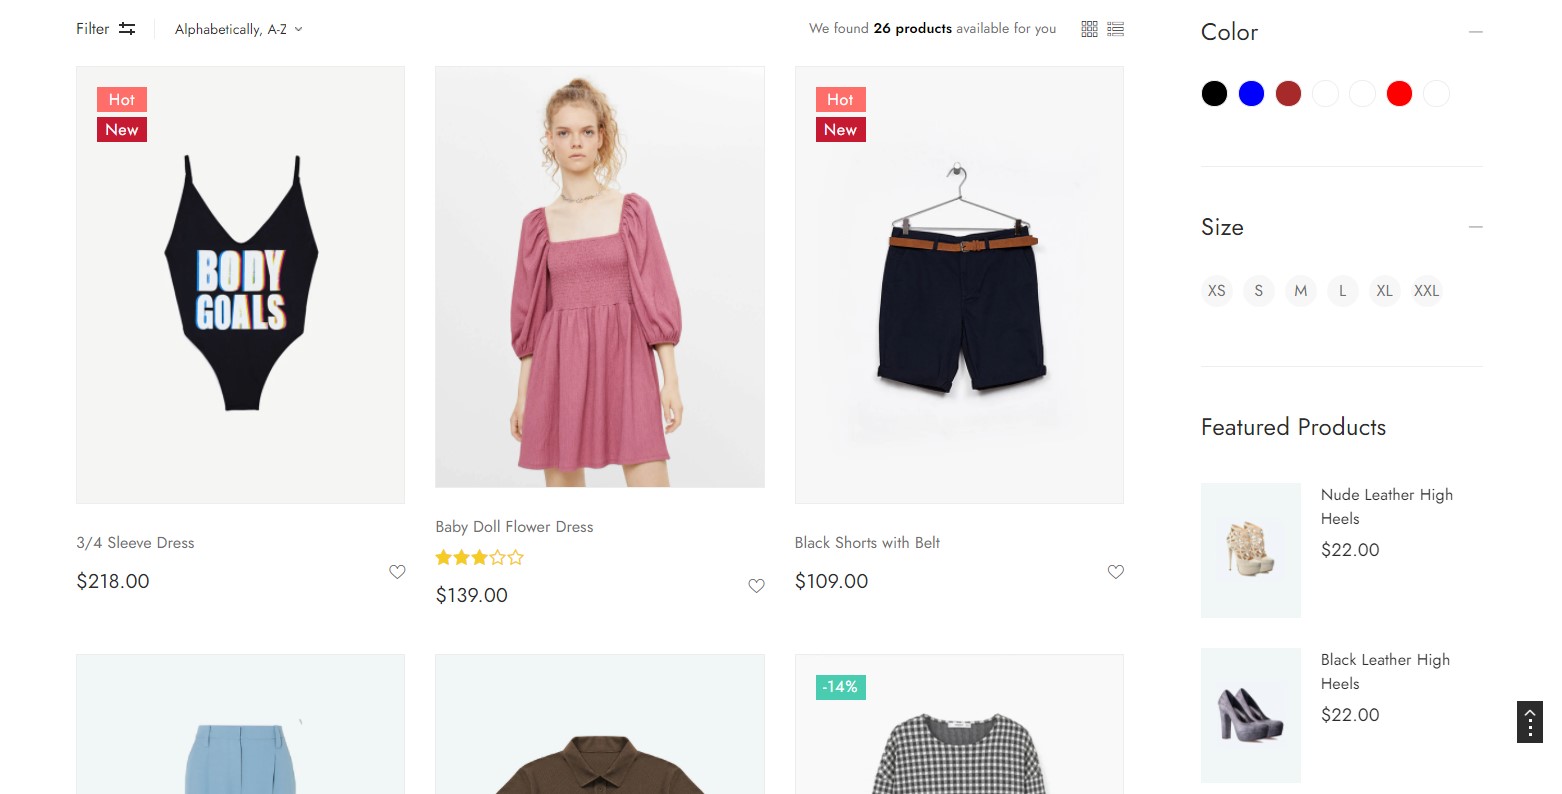 Filter
Alphabetically, A-Z
We found 26 products available for you
Hot
New
BODY
GOALS
3/4 Sleeve Dress
$218.00
Baby Doll Flower Dress
$139.00
Hot
New
Black Shorts with Belt
$109.00
-14%
Color
Size
XS S M L XL XXL
Featured Products
Nude Leather High
Heels
$22.00
Black Leather High
Heels
$22.00